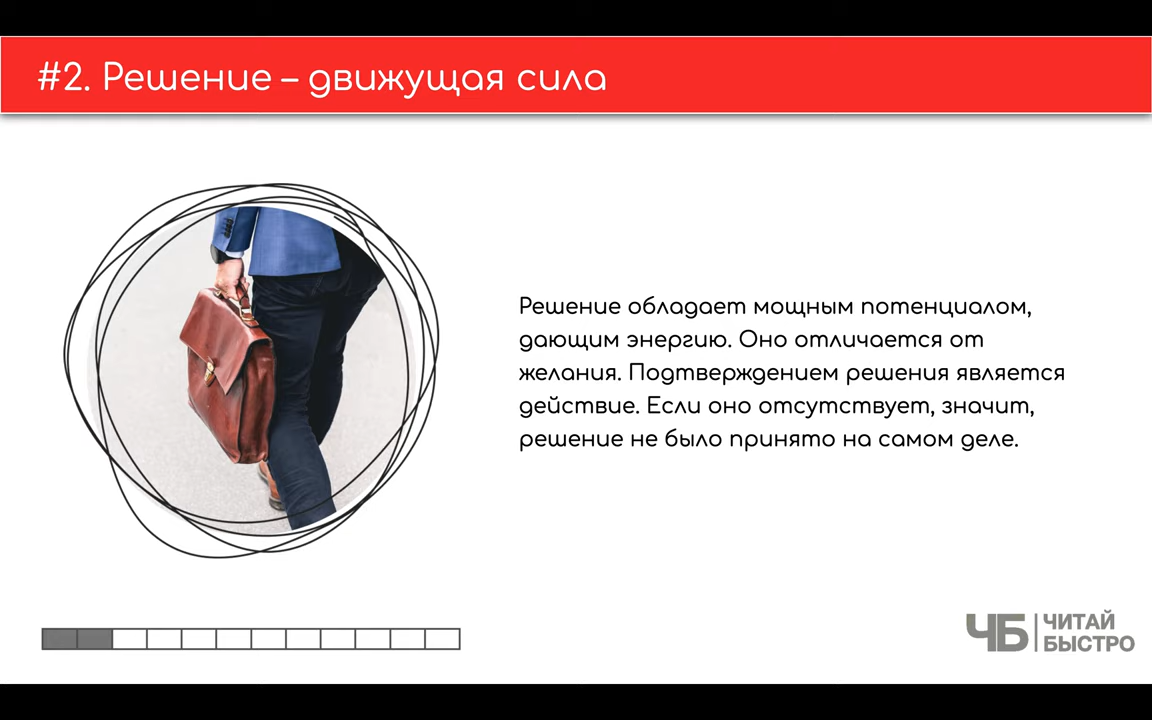 #2. Решение – движущая сила
Решение обладает мощным потенциалом,
дающим энергию. Оно отличается от
желания. Подтверждением решения является
действие. Если оно отсутствует, значит,
решение не было принято на самом деле.
ЧБ
ЧИТАЙ
БЫСТРО